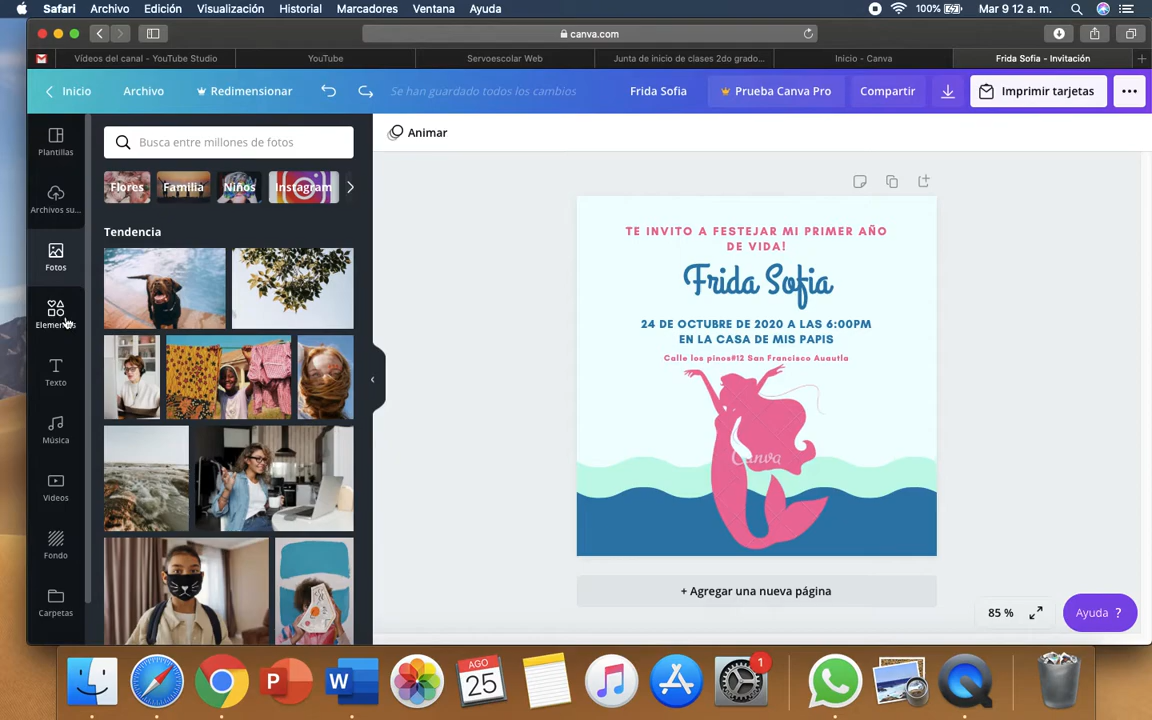 Safari Archivo Edición Visualización Historial Marcadores Ventana Ayuda 100% Mar 9 12 a. m.
canva.com
Vídeos del canal - YouTube Studio YouTube Servoescolar Web Junta de inicio de clases 2do grado... Inicio - Canva Frida Sofia - Invitación
Inicio Archivo Redimensionar Se han guardado todos los cambios Frida Sofia Prueba Canva Pro Compartir Imprimir tarjetas
Plantillas
Archivos su...
Fotos
Elementos
Texto
Música
Videos
Fondo
Carpetas
Busca entre millones de fotos
Flores Familia Niños Instagram
Tendencia
Animar
TE INVITO A FESTEJAR MI PRIMER AÑO
DE VIDA!
Frida Sofia
24 DE OCTUBRE DE 2020 A LAS 6:00PM
EN LA CASA DE MIS PAPIS
Calle los pinos#12 San Francisco Auautla
Canva
+ Agregar una nueva página
85 %
Ayuda ?
AGO
25
P
W
1